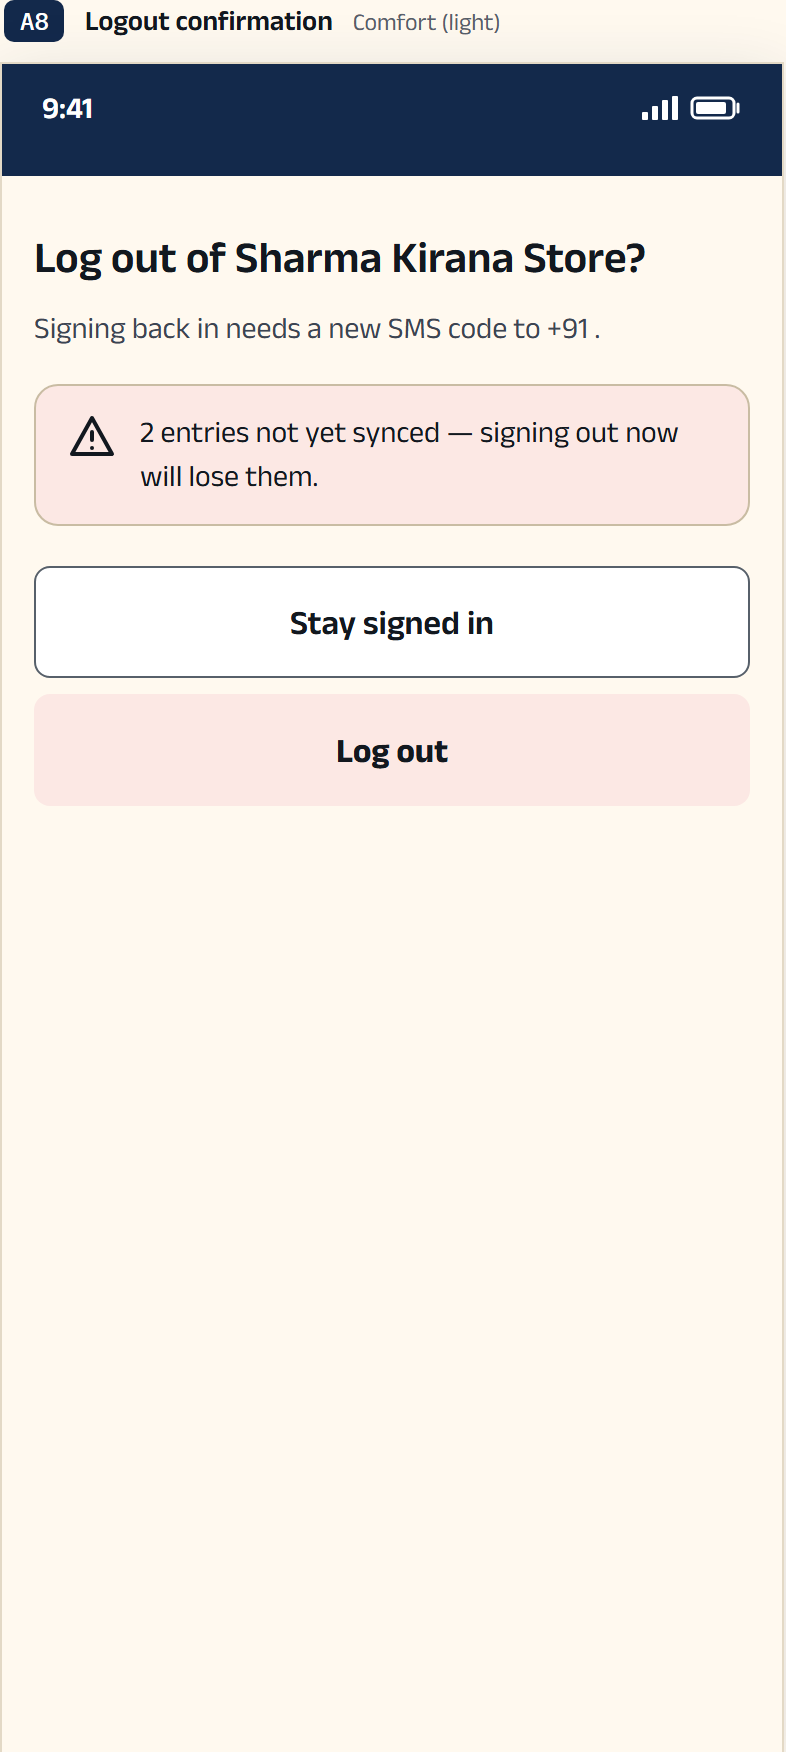 A8 Logout confirmation Comfort (light)
9:41
Log out of Sharma Kirana Store?
Signing back in needs a new SMS code to +91 .
2 entries not yet synced — signing out now
will lose them.
Stay signed in
Log out